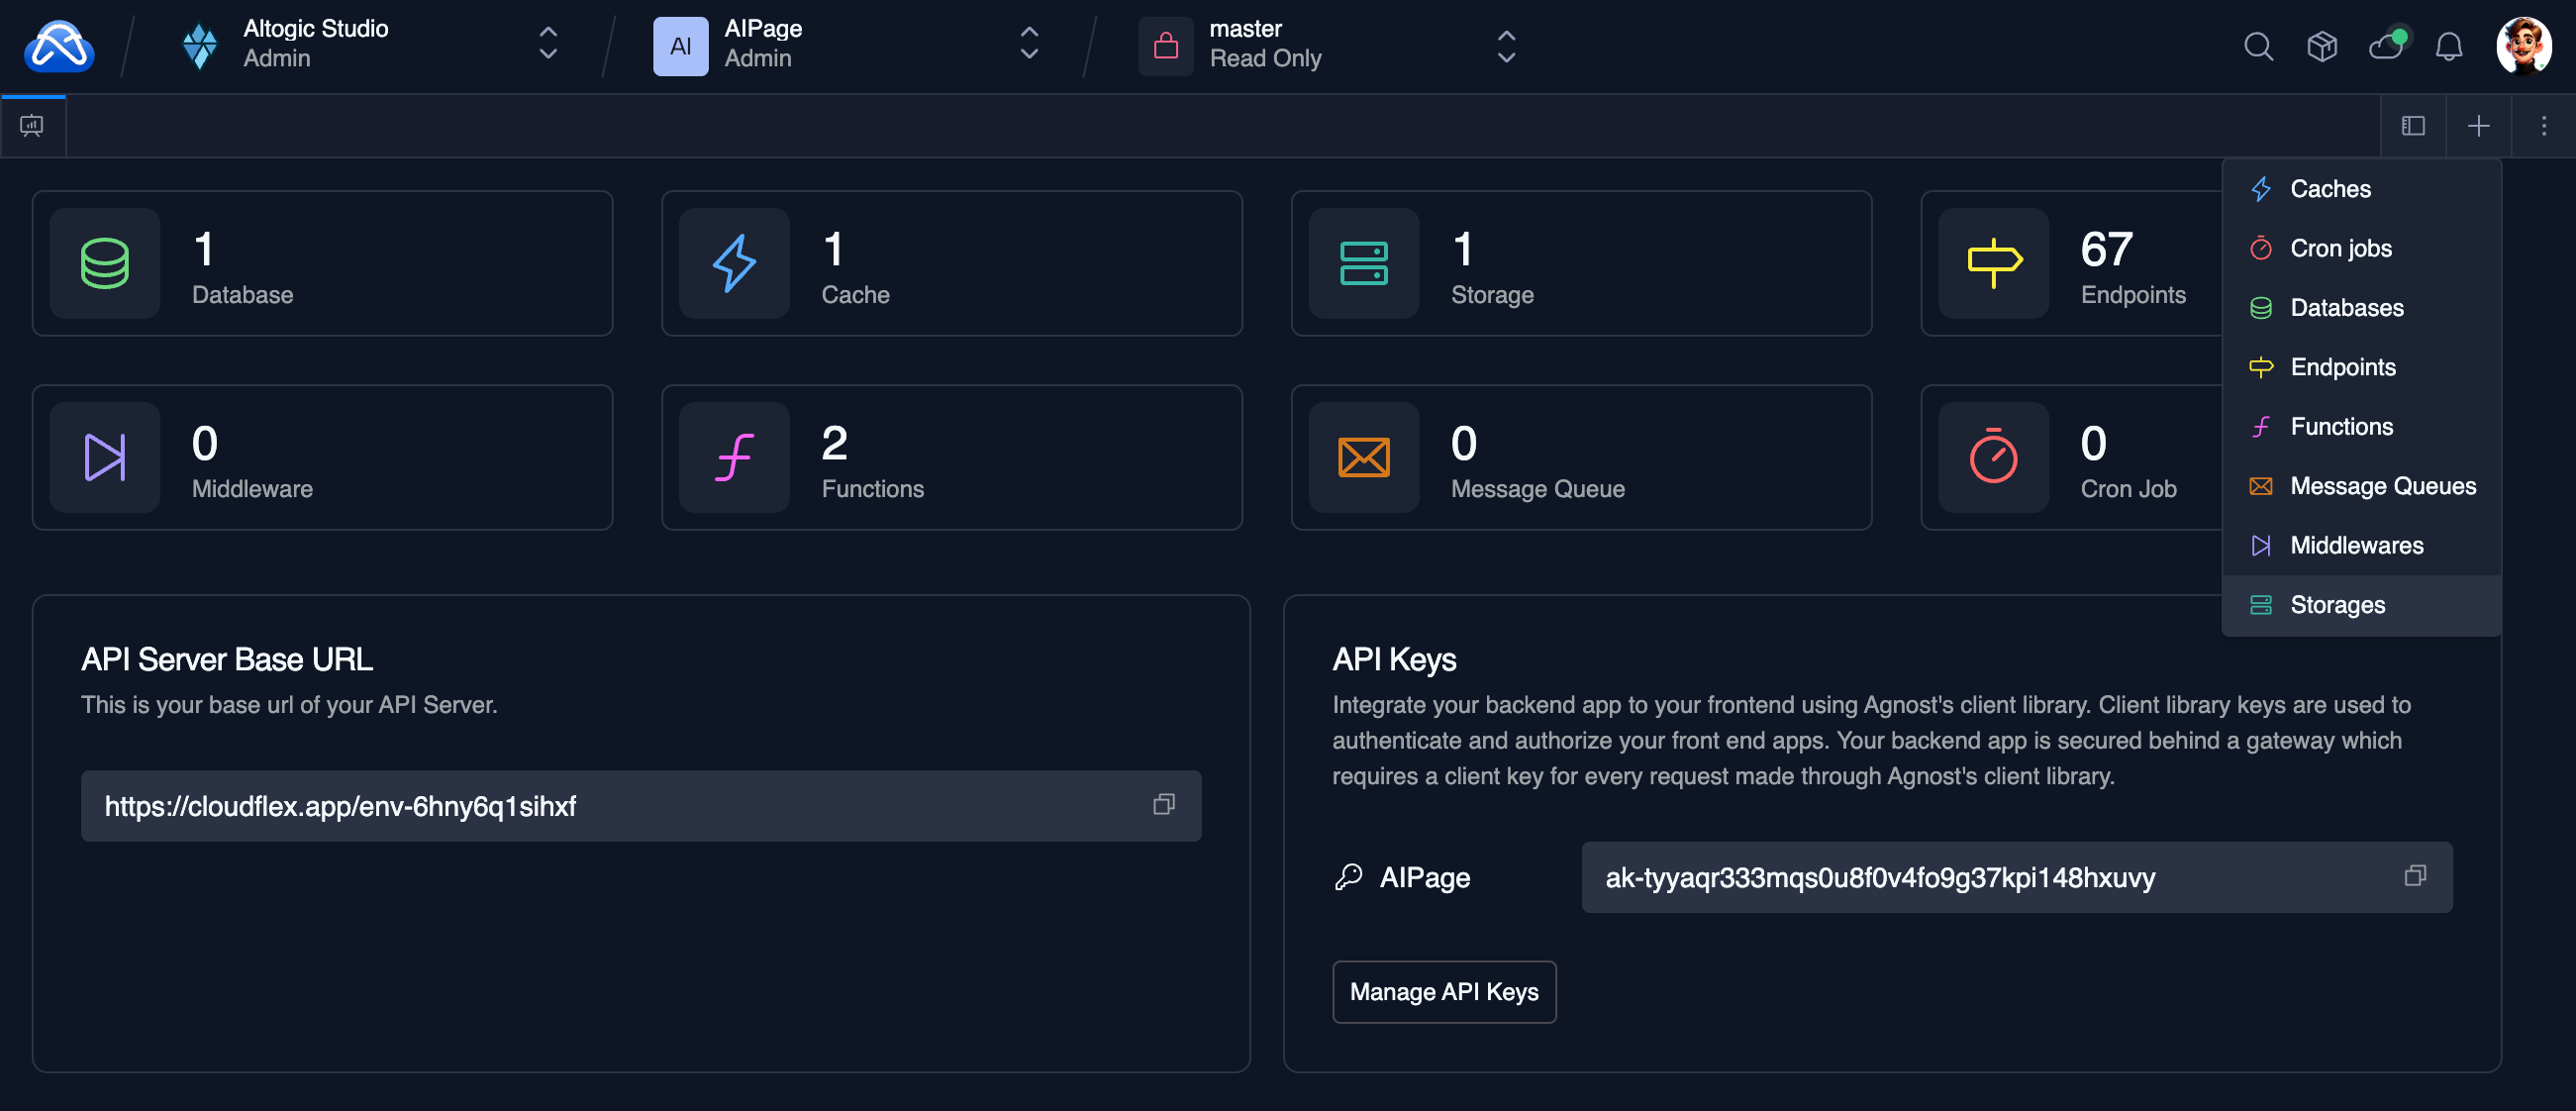 Altogic Studio
Admin
AI
AIPage
Admin
master
Read Only
1
Database
1
Cache
1
Storage
67
Endpoints
0
Middleware
2
Functions
0
Message Queue
0
Cron Job
Caches
Cron jobs
Databases
Endpoints
Functions
Message Queues
Middlewares
Storages
API Server Base URL
This is your base url of your API Server.
https://cloudflex.app/env-6hny6q1sihxf
API Keys
Integrate your backend app to your frontend using Agnost's client library. Client library keys are used to
authenticate and authorize your front end apps. Your backend app is secured behind a gateway which
requires a client key for every request made through Agnost's client library.
AIPage
ak-tyyaqr333mqs0u8f0v4fo9g37kpi148hxuvy
Manage API Keys